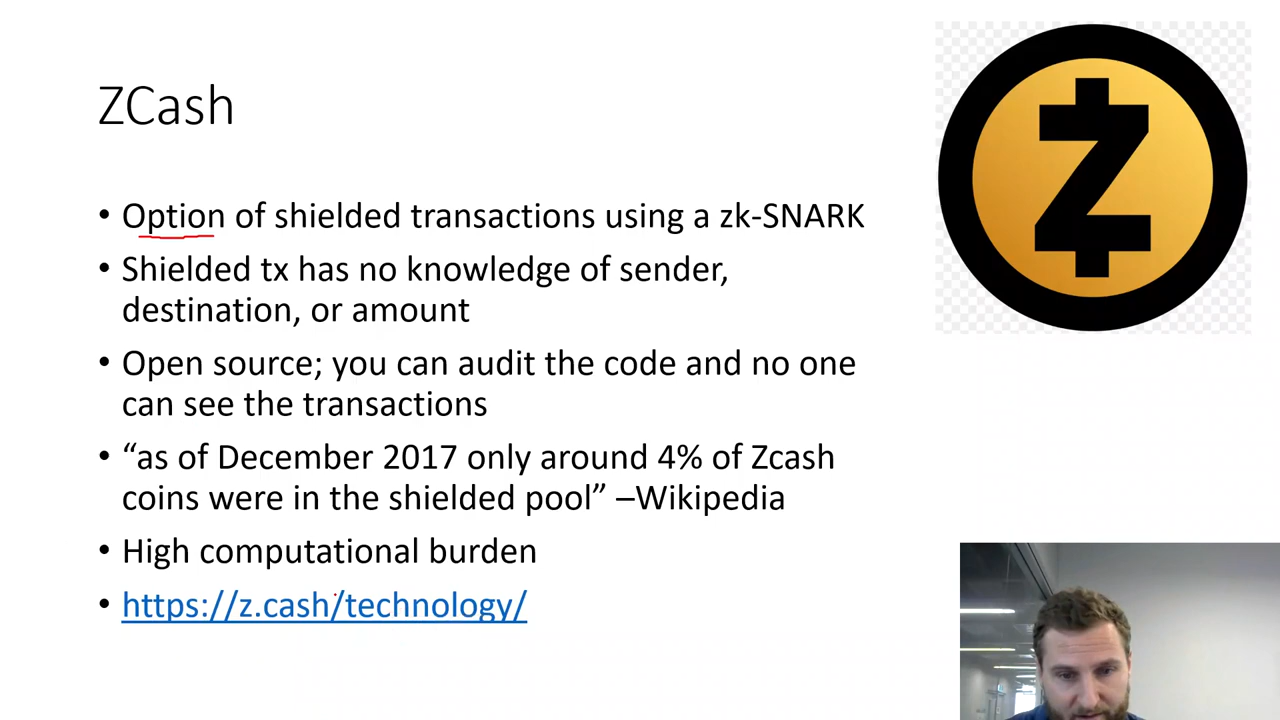 ZCash
• Option of shielded transactions using a zk-SNARK
• Shielded tx has no knowledge of sender,
destination, or amount
• Open source; you can audit the code and no one
can see the transactions
• “as of December 2017 only around 4% of Zcash
coins were in the shielded pool” –Wikipedia
• High computational burden
• https://z.cash/technology/